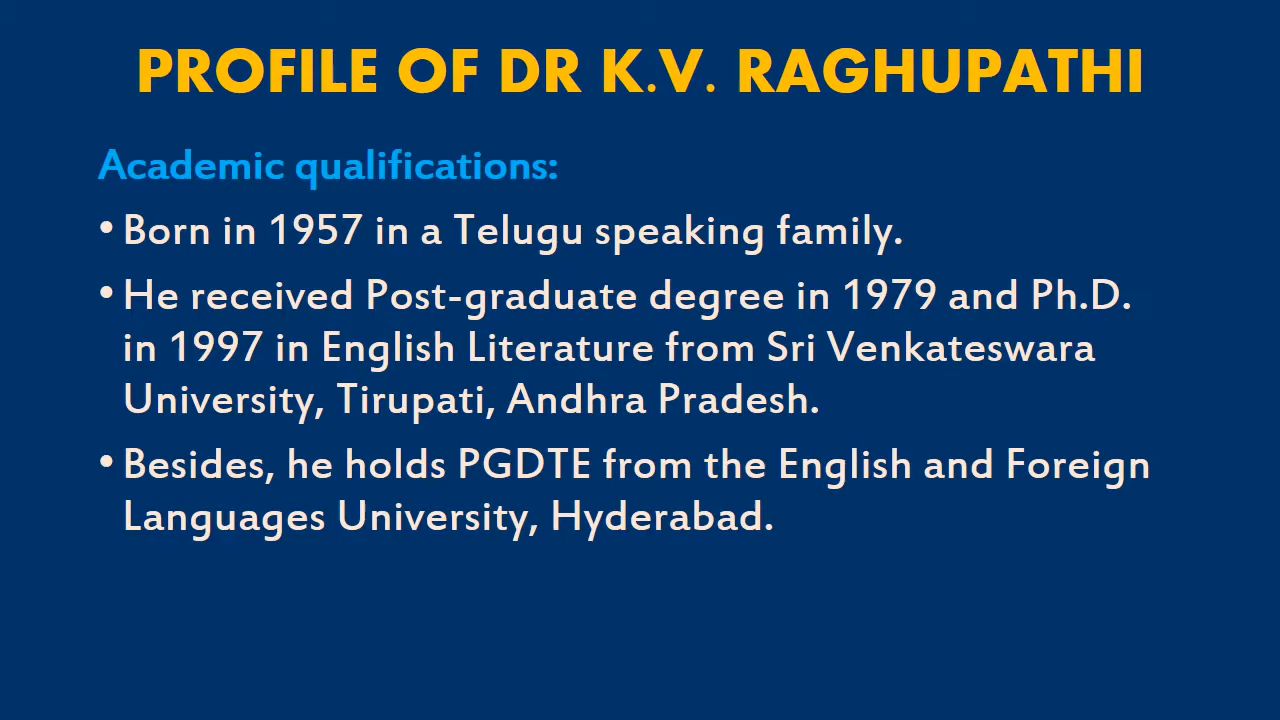 PROFILE OF DR K.V. RAGHUPATHI
Academic qualifications:
• Born in 1957 in a Telugu speaking family.
• He received Post-graduate degree in 1979 and Ph.D.
in 1997 in English Literature from Sri Venkateswara
University, Tirupati, Andhra Pradesh.
• Besides, he holds PGDTE from the English and Foreign
Languages University, Hyderabad.